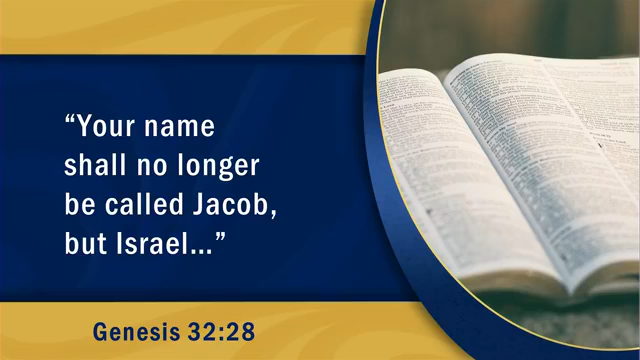 “Your name
shall no longer
be called Jacob,
but Israel...”
Genesis 32:28